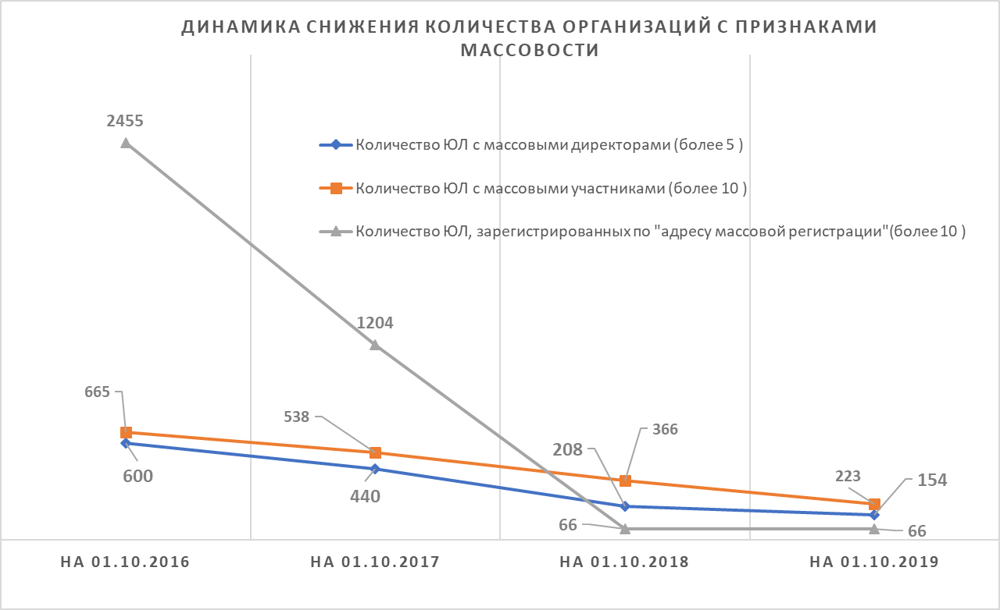 ДИНАМИКА СНИЖЕНИЯ КОЛИЧЕСТВА ОРГАНИЗАЦИЙ С ПРИЗНАКАМИ
МАССОВОСТИ
2455
Количество ЮЛ с массовыми директорами (более 5 )
Количество ЮЛ с массовыми участниками (более 10 )
Количество ЮЛ, зарегистрированных по "адресу массовой регистрации"(более 10 )
1204
665
538
366
208
600
223
154
440
66
66
НА 01.10.2016
НА 01.10.2017
НА 01.10.2018
НА 01.10.2019